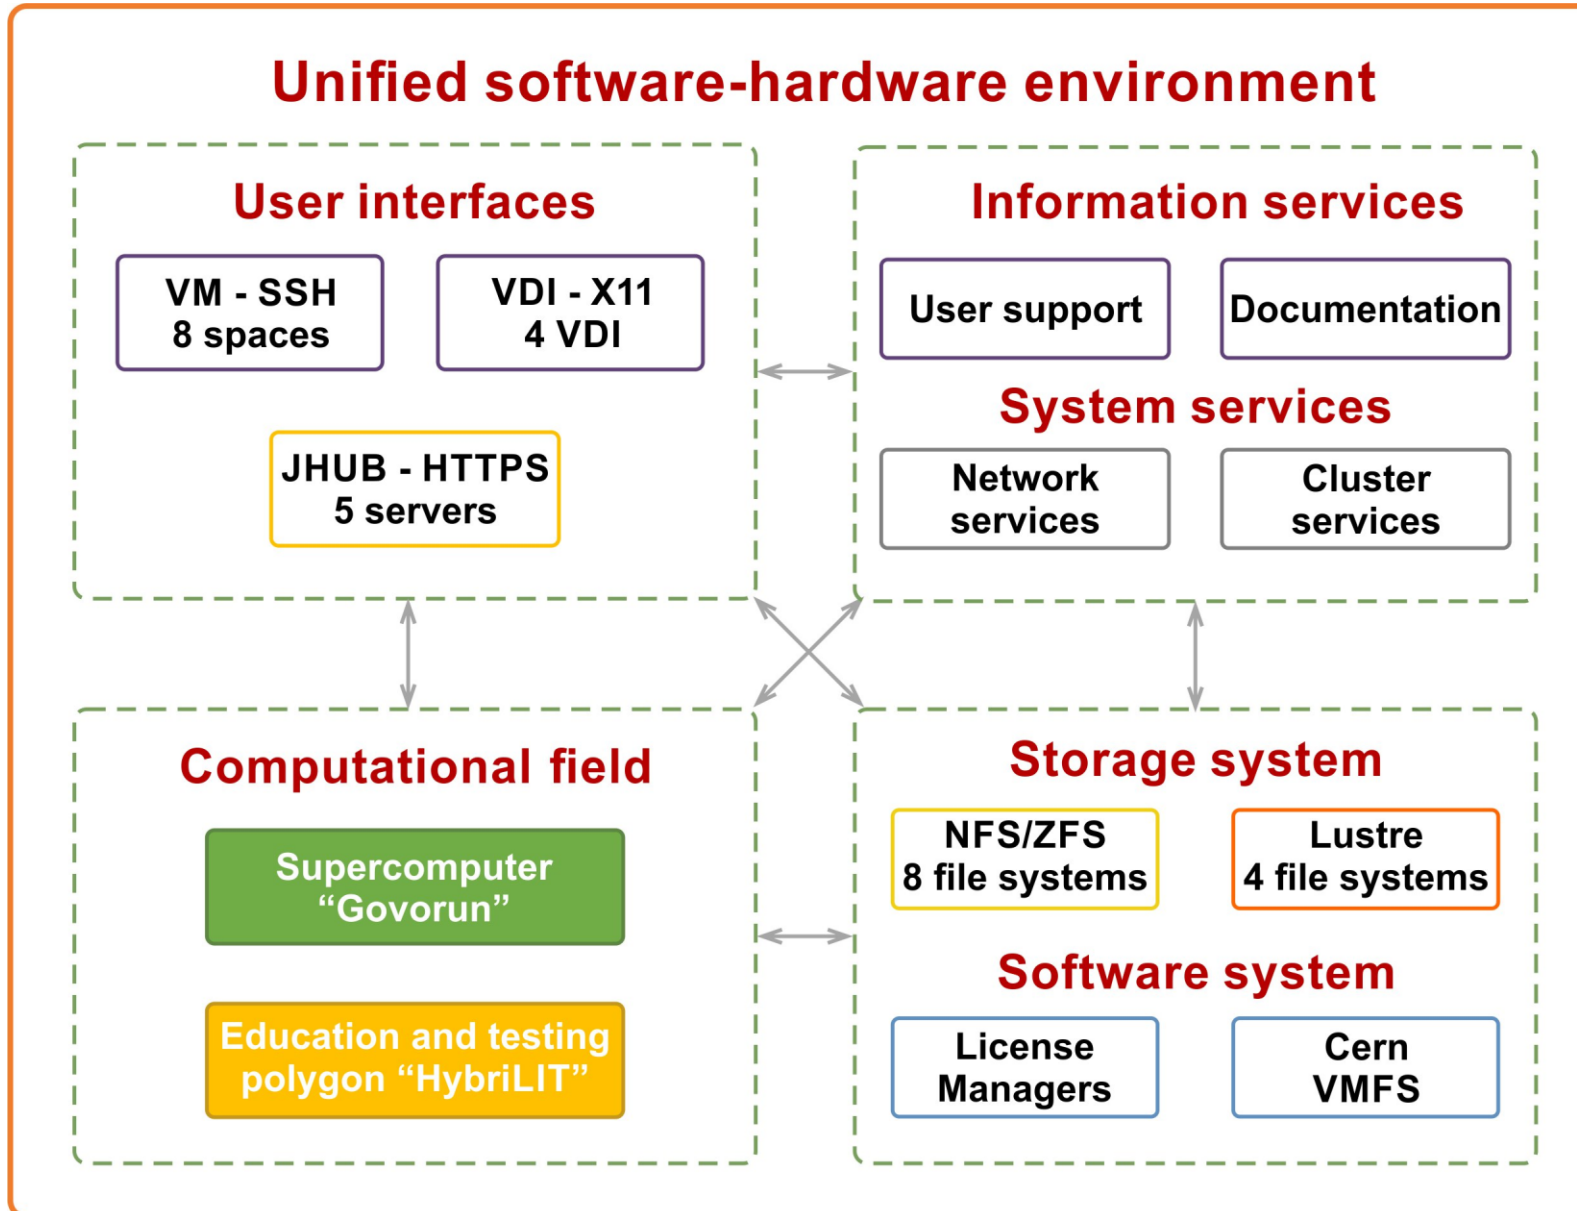 Unified software-hardware environment
User interfaces
VM - SSH
8 spaces
VDI - X11
4 VDI
JHUB - HTTPS
5 servers
Information services
User support
Documentation
System services
Network
services
Cluster
services
Computational field
Supercomputer
“Govorun”
Education and testing
polygon “HybriLIT”
Storage system
NFS/ZFS
8 file systems
Lustre
4 file systems
Software system
License
Managers
Cern
VMFS